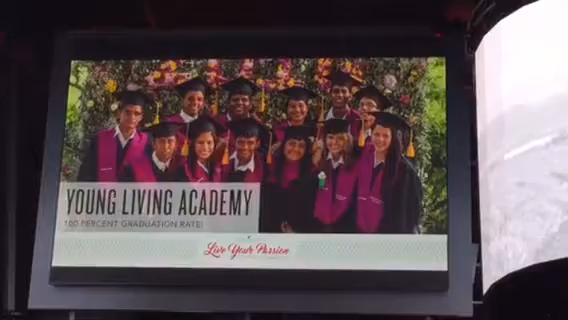 YOUNG LIVING ACADEMY
100 PERCENT GRADUATION RATE!
Live Your Passion